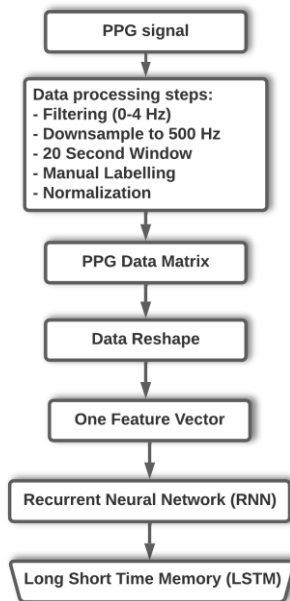 PPG signal
Data processing steps:
- Filtering (0-4 Hz)
- Downsample to 500 Hz
- 20 Second Window
- Manual Labelling
- Normalization
PPG Data Matrix
Data Reshape
One Feature Vector
Recurrent Neural Network (RNN)
Long Short Time Memory (LSTM)